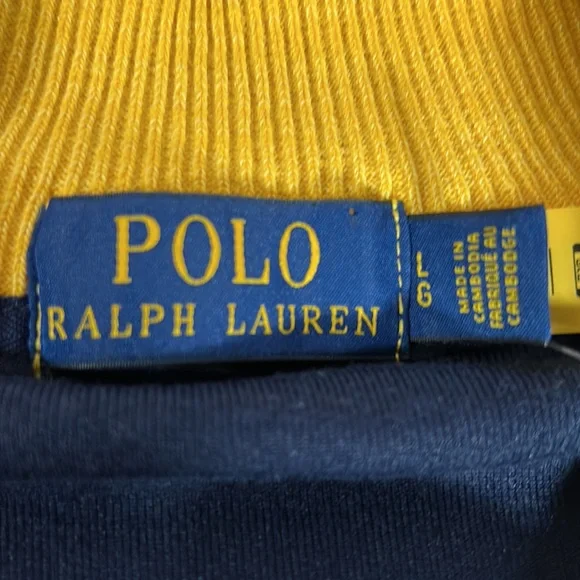 POLO
RALPH LAUREN
L
G
MADE IN
CAMBODIA
FABRIQUÉ AU
CAMBODGE